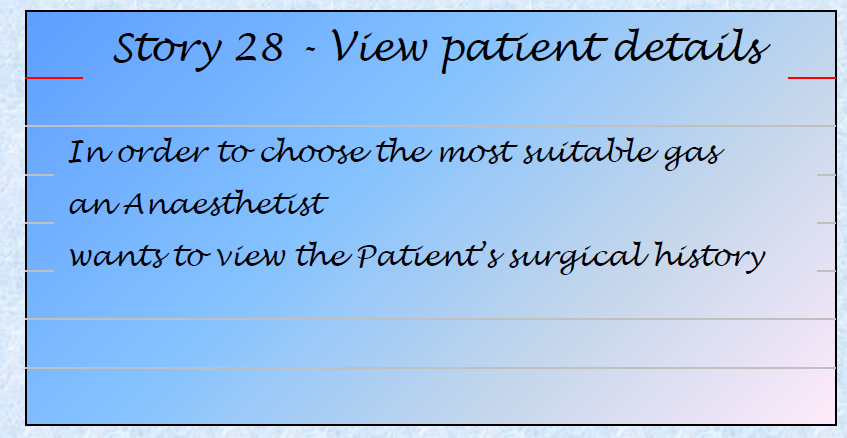 Story 28 - View patient details
In order to choose the most suitable gas
an Anaesthetist
wants to view the Patient's surgical history